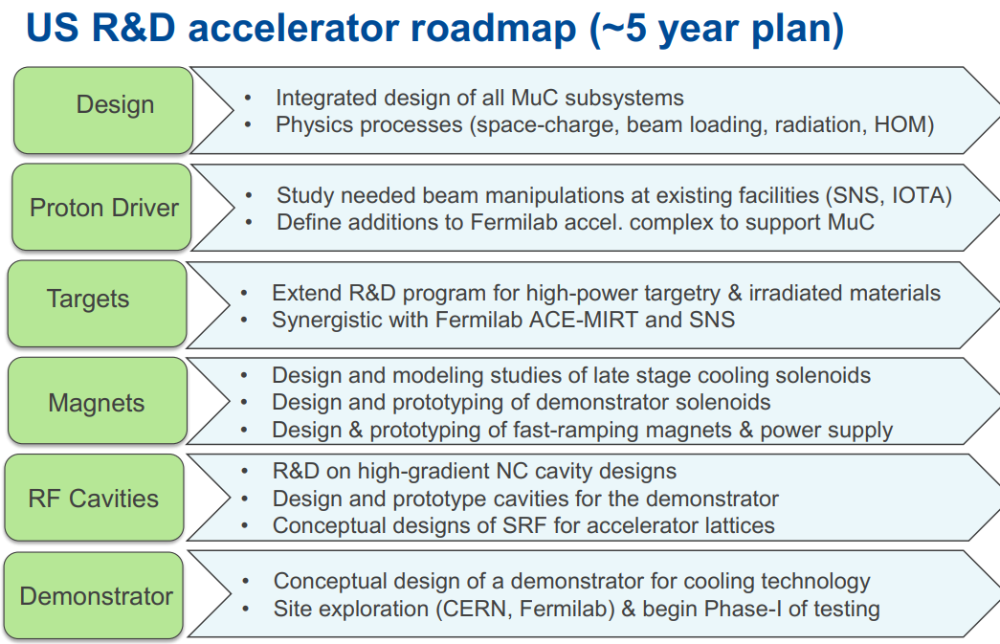 US R&D accelerator roadmap (~5 year plan)
Design
• Integrated design of all MuC subsystems
• Physics processes (space-charge, beam loading, radiation, HOM)
Proton Driver
• Study needed beam manipulations at existing facilities (SNS, IOTA)
• Define additions to Fermilab accel. complex to support MuC
Targets
• Extend R&D program for high-power targetry & irradiated materials
• Synergistic with Fermilab ACE-MIRT and SNS
Magnets
• Design and modeling studies of late stage cooling solenoids
• Design and prototyping of demonstrator solenoids
• Design & prototyping of fast-ramping magnets & power supply
RF Cavities
• R&D on high-gradient NC cavity designs
• Design and prototype cavities for the demonstrator
• Conceptual designs of SRF for accelerator lattices
Demonstrator
• Conceptual design of a demonstrator for cooling technology
• Site exploration (CERN, Fermilab) & begin Phase-I of testing